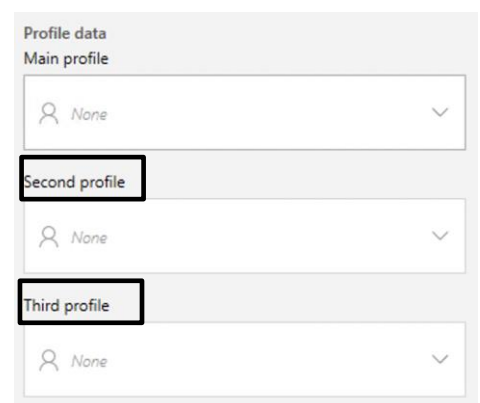 Profile data
Main profile
None
Second profile
None
Third profile
None